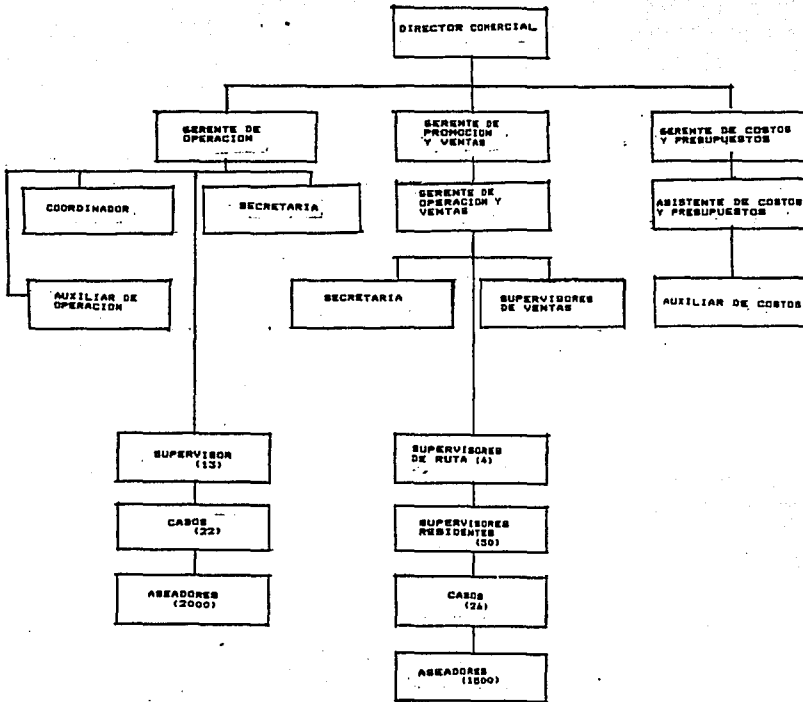 DIRECTOR COMERCIAL
GERENTE DE
OPERACION
GERENTE DE
PROMOCION
Y VENTAS
GERENTE DE COSTOS
Y PRESUPUESTOS
COORDINADOR
SECRETARIA
GERENTE DE
OPERACION Y
VENTAS
ASISTENTE DE COSTOS
Y PRESUPUESTOS
AUXILIAR DE
OPERACION
SECRETARIA
SUPERVISORES
DE VENTAS
AUXILIAR DE COSTOS
SUPERVISOR
(13)
SUPERVISORES
DE RUTA (4)
CABOS
(22)
SUPERVISORES
RESIDENTES
(50)
ASEADORES
(2000)
CABOS
(26)
ASEADORES
(1500)